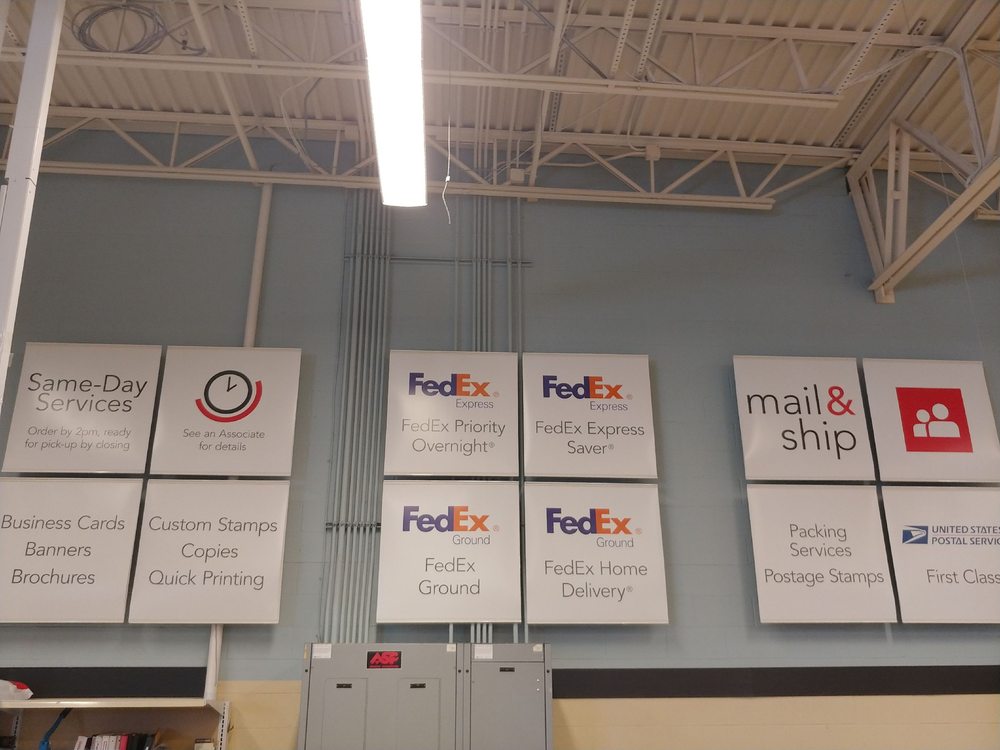 Same-Day
Services
Order by 2pm, ready
for pick-up by closing
See an Associate
for details
Business Cards
Banners
Brochures
Custom Stamps
Copies
Quick Printing
FedEx®
Express
FedEx Priority
Overnight®
FedEx®
Express
FedEx Express
Saver®
FedEx®
Ground
FedEx
Ground
FedEx®
Ground
FedEx Home
Delivery®
mail &
ship
Packing
Services
Postage Stamps
UNITED STATES
POSTAL SERVIC
First Class
ASP